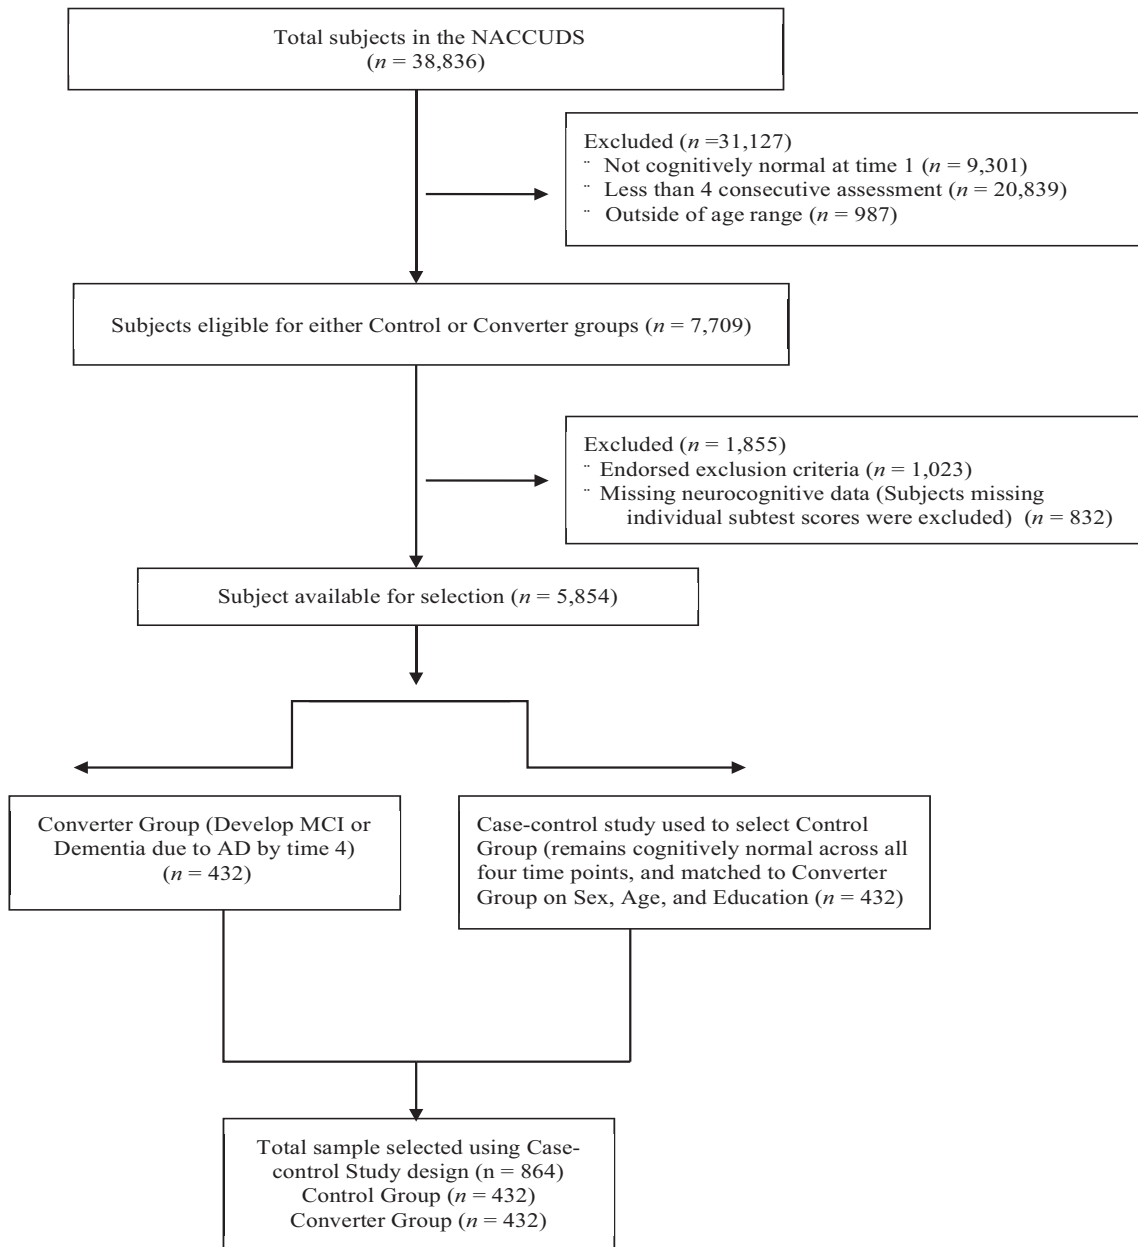 Total subjects in the NACCUDS
(n = 38,836)
Excluded (n =31,127)
¨ Not cognitively normal at time 1 (n = 9,301)
¨ Less than 4 consecutive assessment (n = 20,839)
¨ Outside of age range (n = 987)
Subjects eligible for either Control or Converter groups (n = 7,709)
Excluded (n = 1,855)
¨ Endorsed exclusion criteria (n = 1,023)
¨ Missing neurocognitive data (Subjects missing
individual subtest scores were excluded) (n = 832)
Subject available for selection (n = 5,854)
Converter Group (Develop MCI or
Dementia due to AD by time 4)
(n = 432)
Case-control study used to select Control
Group (remains cognitively normal across all
four time points, and matched to Converter
Group on Sex, Age, and Education (n = 432)
Total sample selected using Case-
control Study design (n = 864)
Control Group (n = 432)
Converter Group (n = 432)